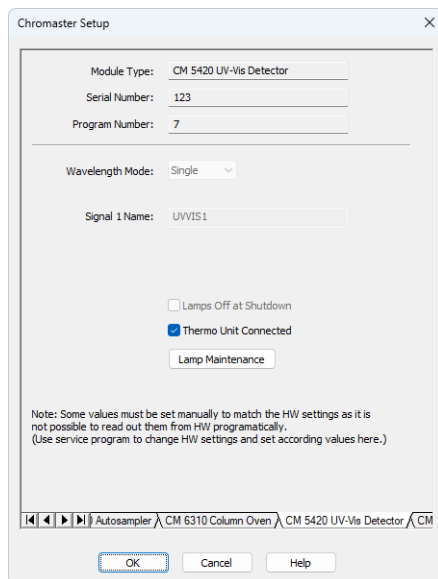 Chromaster Setup
Module Type: CM 5420 UV-Vis Detector
Serial Number: 123
Program Number: 7
Wavelength Mode: Single
Signal 1 Name: UVVIS1
Lamps Off at Shutdown
Thermo Unit Connected
Lamp Maintenance
Note: Some values must be set manually to match the HW settings as it is
not possible to read out them from HW programatically.
(Use service program to change HW settings and set according values here.)
Autosampler CM 6310 Column Oven CM 5420 UV-Vis Detector CM
OK Cancel Help